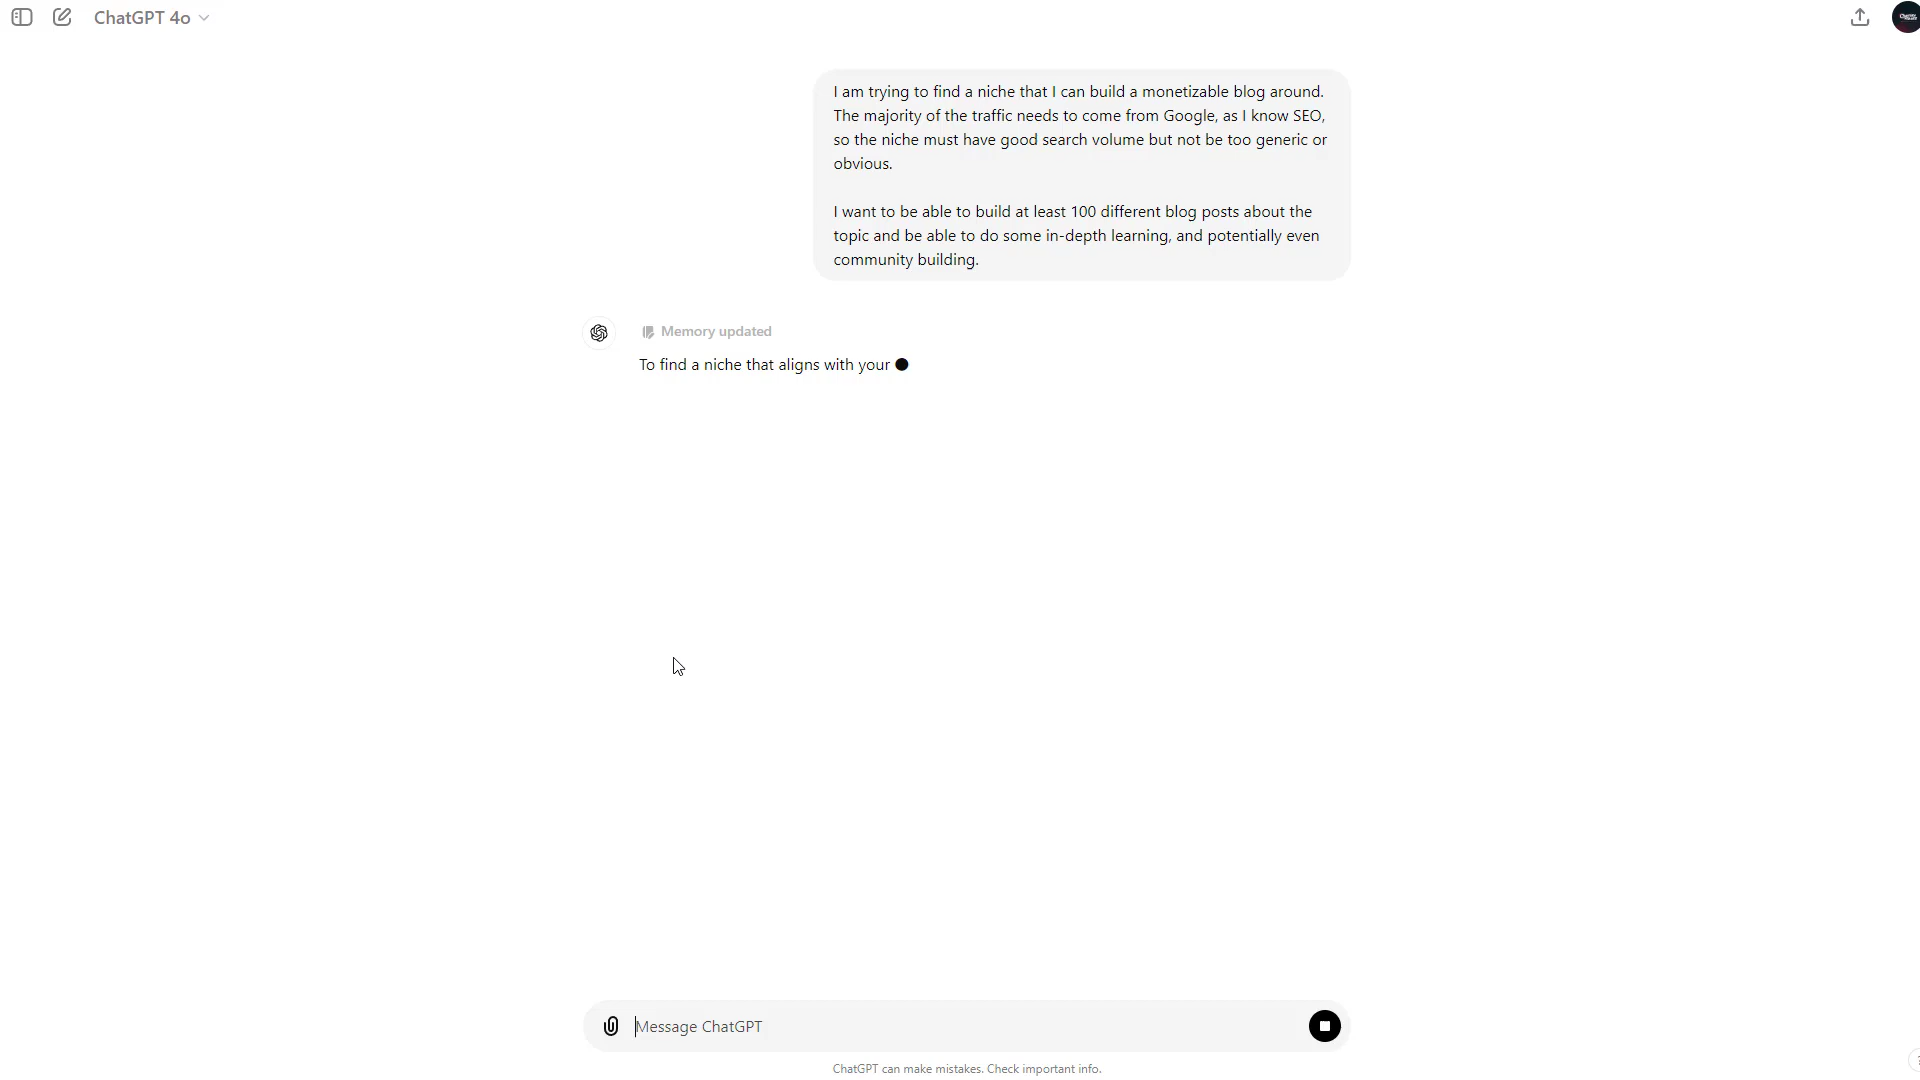 ChatGPT 4o
I am trying to find a niche that I can build a monetizable blog around.
The majority of the traffic needs to come from Google, as I know SEO,
so the niche must have good search volume but not be too generic or
obvious.
I want to be able to build at least 100 different blog posts about the
topic and be able to do some in-depth learning, and potentially even
community building.
Memory updated
To find a niche that aligns with your
Message ChatGPT
ChatGPT can make mistakes. Check important info.